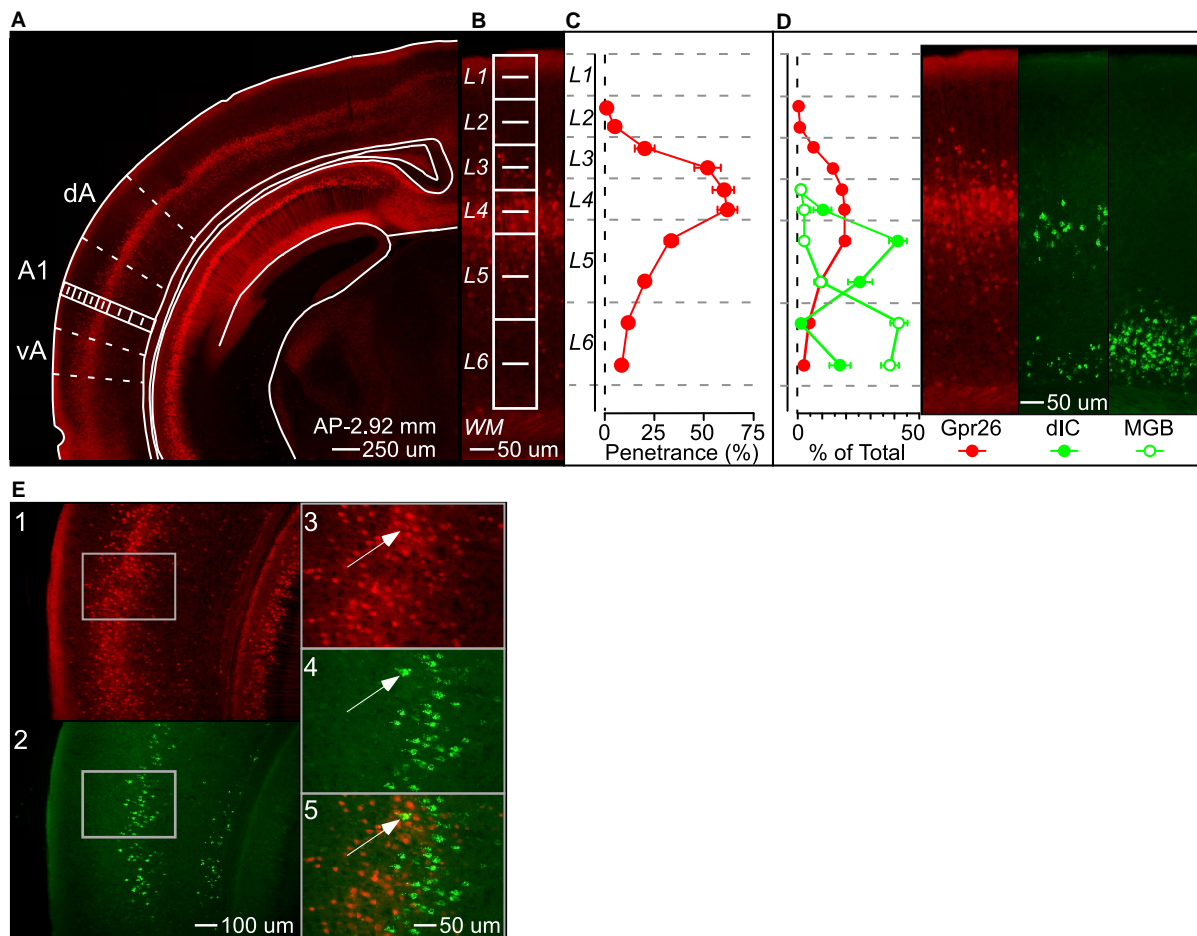 A
dA
A1
vA
AP-2.92 mm
250 um
B
L1
L2
L3
L4
L5
L6
WM
50 um
C
L1
L2
L3
L4
L5
L6
0 25 50 75
Penetrance (%)
D
0 50
% of Total
50 um
Gpr26 dIC MGB
E
1
2
100 um
3
4
5
50 um